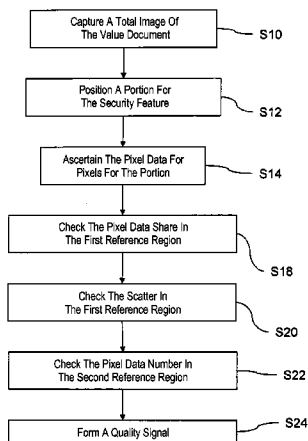 Capture A Total Image Of
The Value Document
S10
Position A Portion For
The Security Feature
S12
Ascertain The Pixel Data For
Pixels For The Portion
S14
Check The Pixel Data Share In
The First Reference Region
S18
Check The Scatter In
The First Reference Region
S20
Check The Pixel Data Number In
The Second Reference Region
S22
Form A Quality Signal
S24